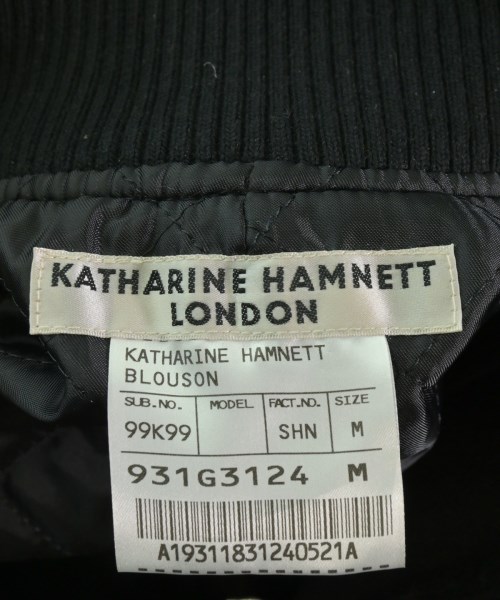 KATHARINE HAMNETT
LONDON
KATHARINE HAMNETT
BLOUSON
SUB.NO. MODEL FACT.NO. SIZE
99K99 SHN M
931G3124 M
A19311831240521A